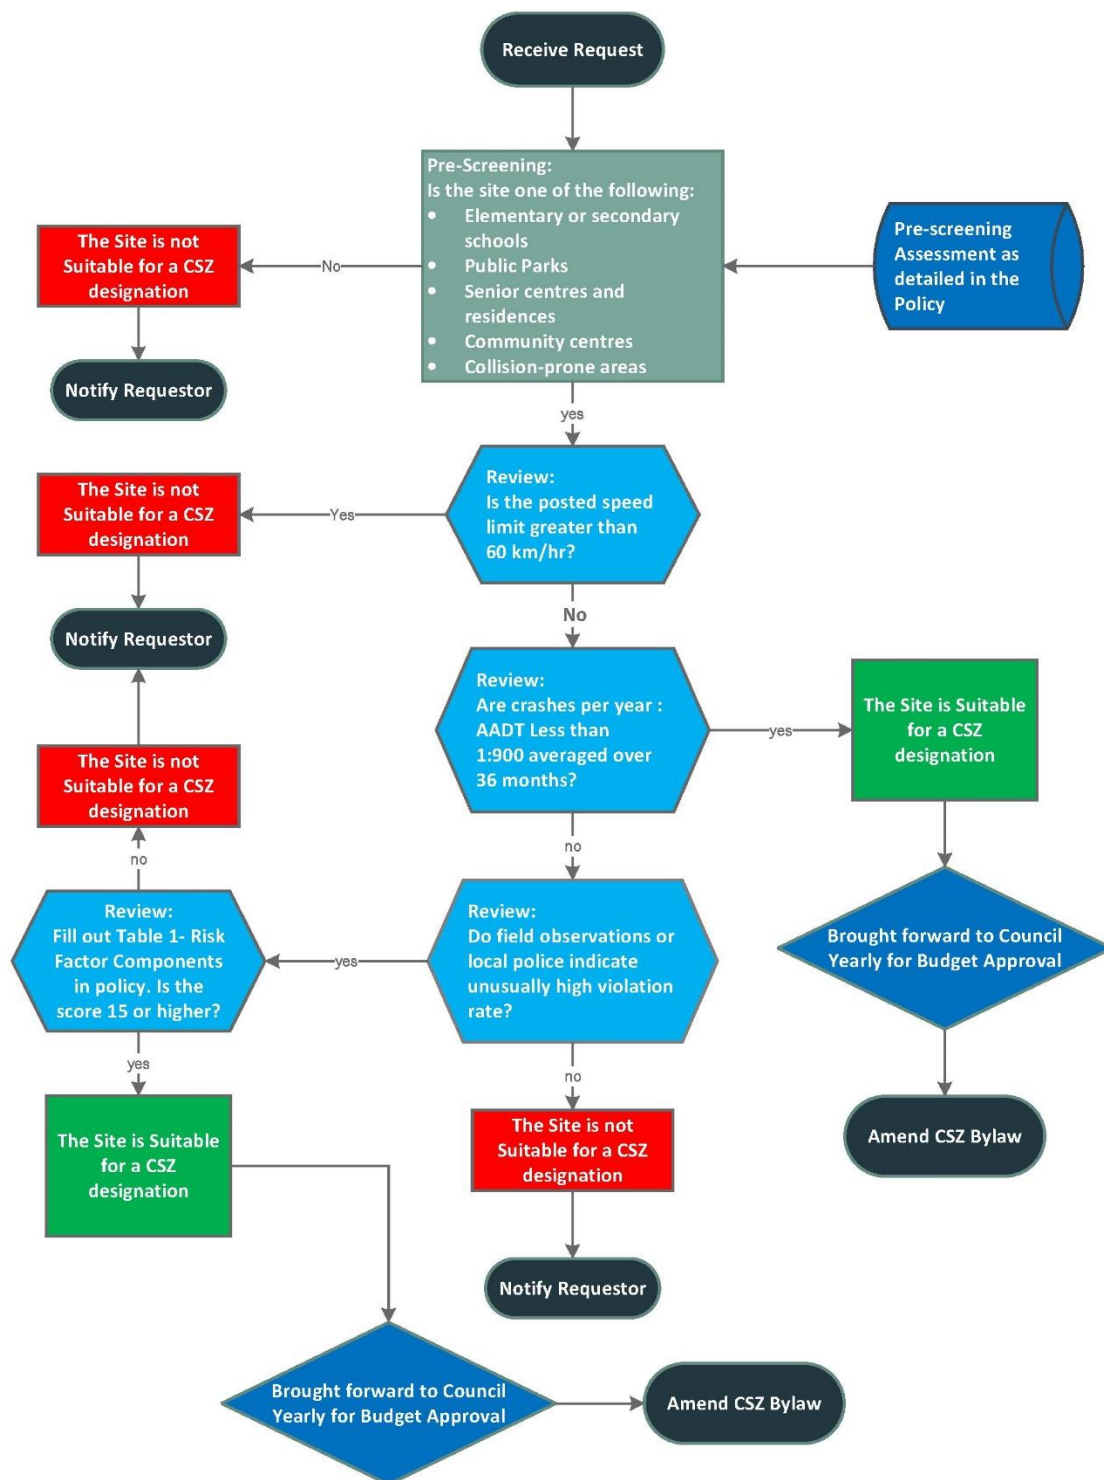 Receive Request
Pre-Screening:
Is the site one of the following:
• Elementary or secondary
schools
• Public Parks
• Senior centres and
residences
• Community centres
• Collision-prone areas
Pre-screening
Assessment as
detailed in the
Policy
No
The Site is not
Suitable for a CSZ
designation
Notify Requestor
yes
Review:
Is the posted speed
limit greater than
60 km/hr?
Yes
The Site is not
Suitable for a CSZ
designation
Notify Requestor
No
Review:
Are crashes per year :
AADT Less than
1:900 averaged over
36 months?
yes
The Site is Suitable
for a CSZ
designation
Brought forward to Council
Yearly for Budget Approval
Amend CSZ Bylaw
no
Review:
Do field observations or
local police indicate
unusually high violation
rate?
yes
Review:
Fill out Table 1- Risk
Factor Components
in policy. Is the
score 15 or higher?
no
The Site is not
Suitable for a CSZ
designation
yes
The Site is Suitable
for a CSZ
designation
no
The Site is not
Suitable for a CSZ
designation
Notify Requestor
Brought forward to Council
Yearly for Budget Approval
Amend CSZ Bylaw